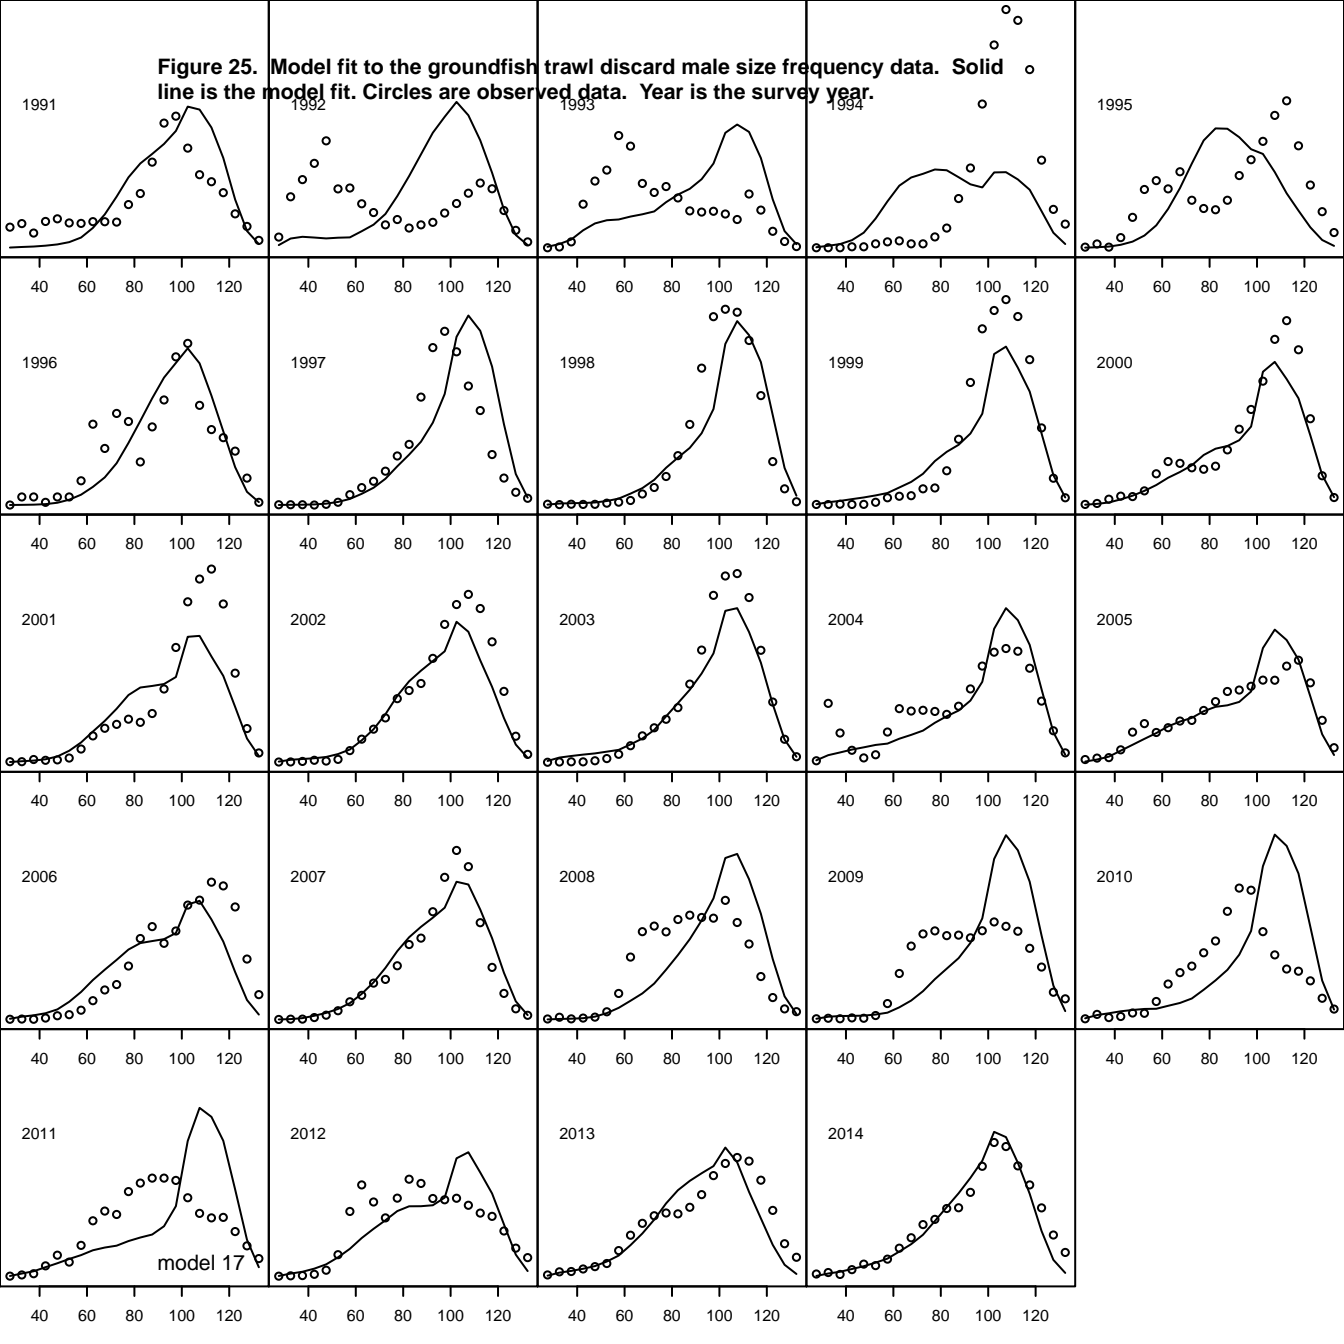 Figure 25.  Model fit to the groundfish trawl discard male size frequency data.  Solid
line is the model fit. Circles are observed data.  Year is the survey year.
1991 1992 1993 1994 1995
40 60 80 100 120 40 60 80 100 120 40 60 80 100 120 40 60 80 100 120 40 60 80 100 120
1996 1997 1998 1999 2000
40 60 80 100 120 40 60 80 100 120 40 60 80 100 120 40 60 80 100 120 40 60 80 100 120
2001 2002 2003 2004 2005
40 60 80 100 120 40 60 80 100 120 40 60 80 100 120 40 60 80 100 120 40 60 80 100 120
2006 2007 2008 2009 2010
40 60 80 100 120 40 60 80 100 120 40 60 80 100 120 40 60 80 100 120 40 60 80 100 120
2011 2012 2013 2014
model 17
40 60 80 100 120 40 60 80 100 120 40 60 80 100 120 40 60 80 100 120